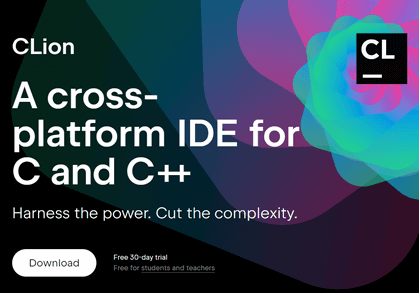 CLion
CL
A cross-
platform IDE for
C and C++
Harness the power. Cut the complexity.
Download
Free 30-day trial
Free for students and teachers